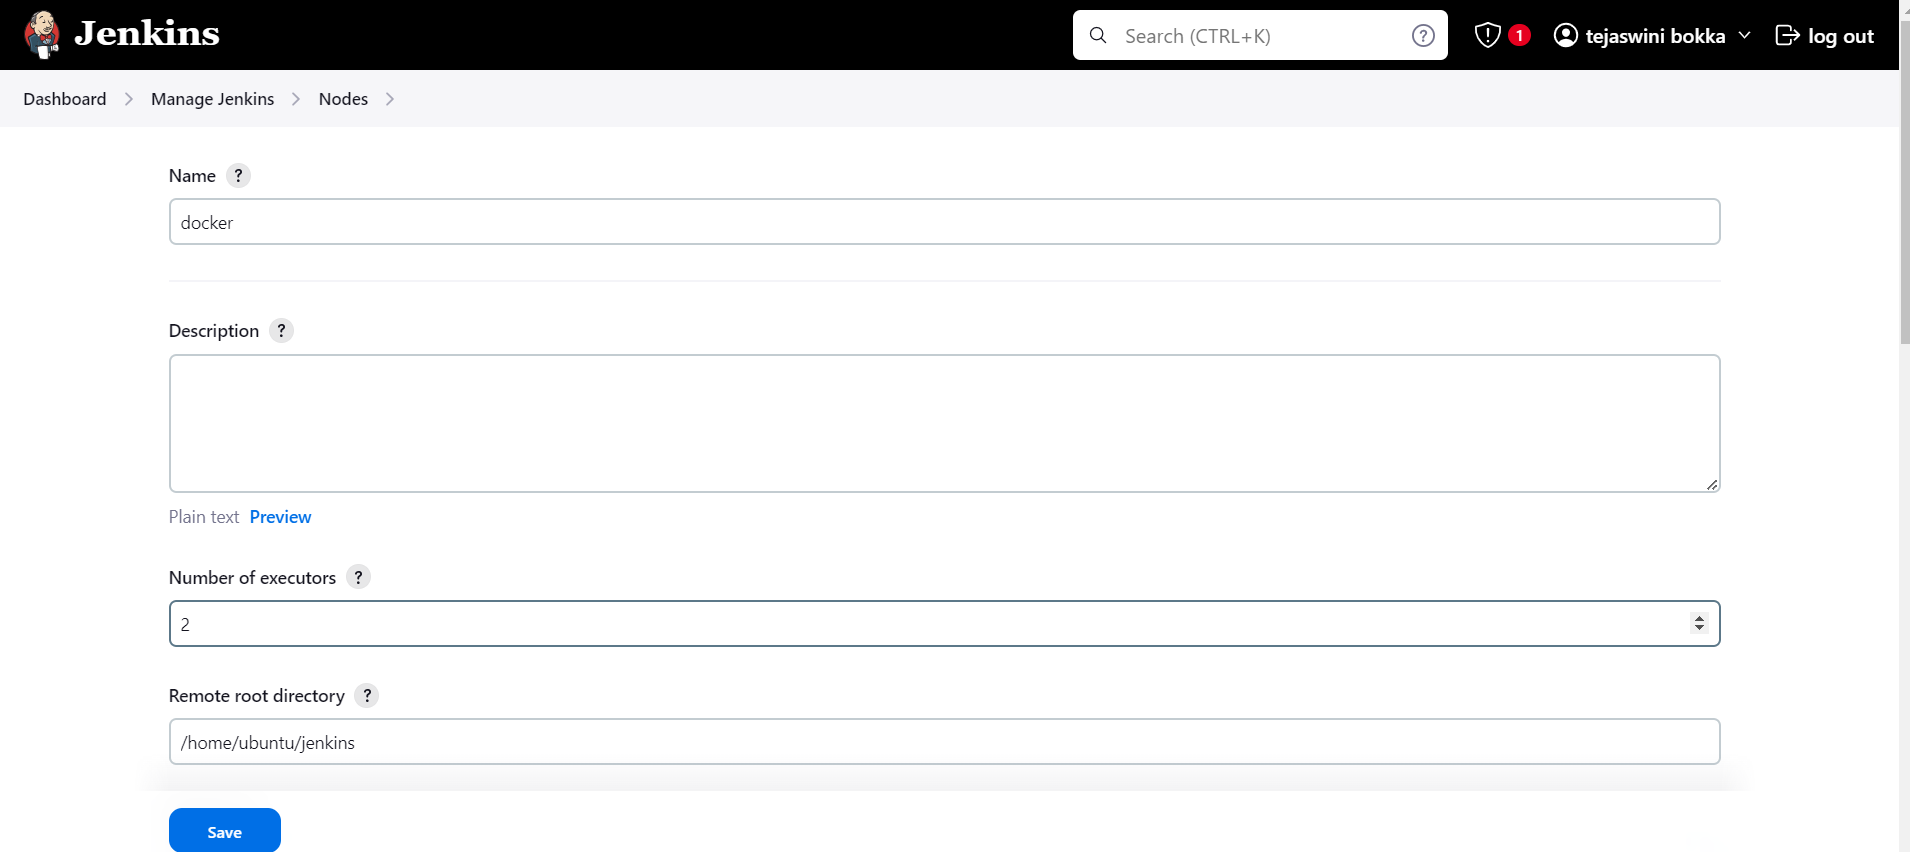 Jenkins
Search (CTRL+K)
?
1
tejaswini bokka
log out
Dashboard
Manage Jenkins
Nodes
Name ?
docker
Description ?
Plain text Preview
Number of executors ?
2
Remote root directory ?
/home/ubuntu/jenkins
Save